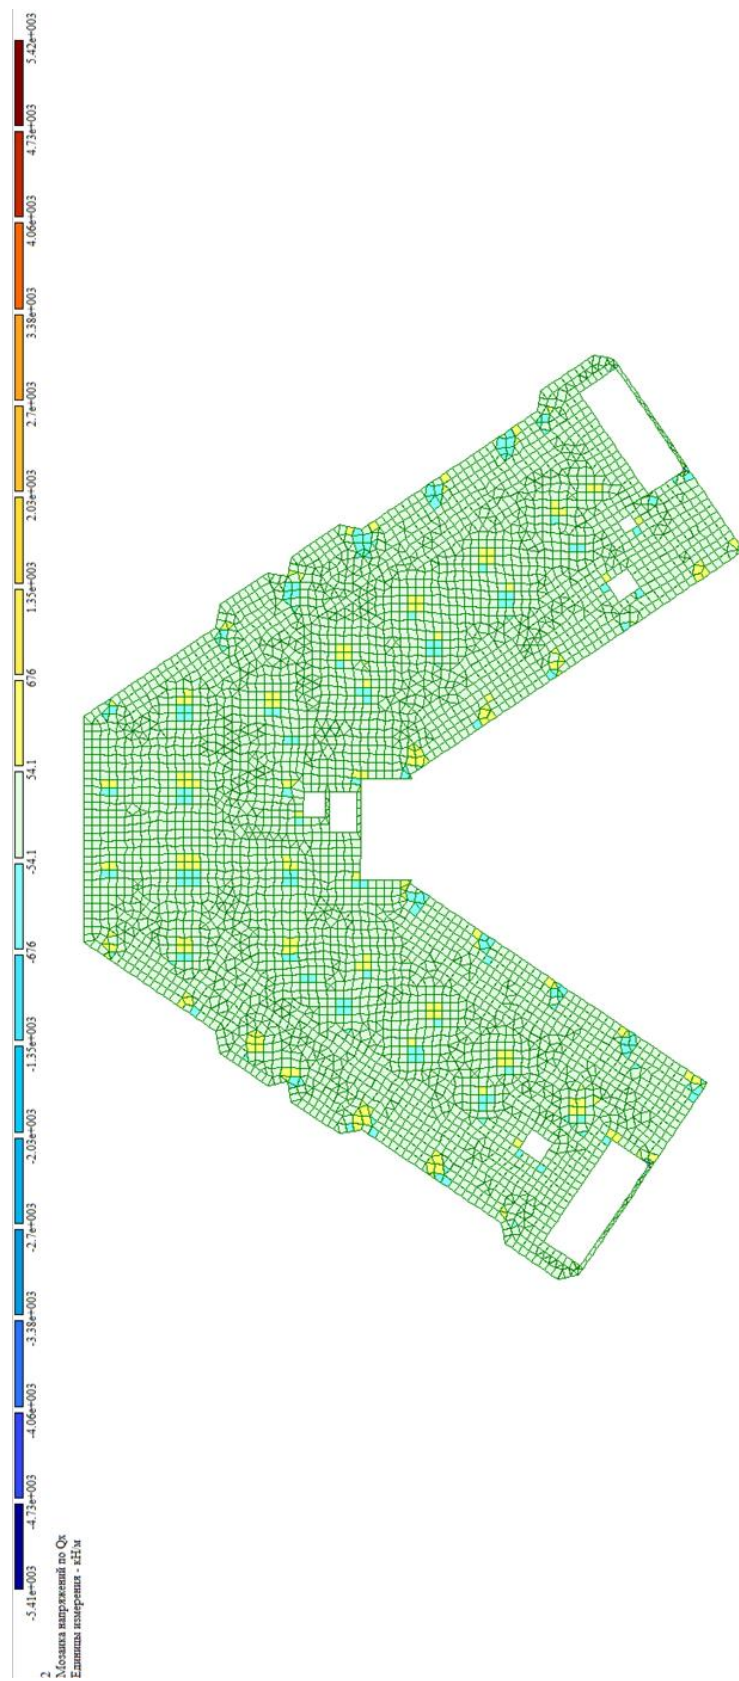 -5.41e+003 -4.73e+003 -4.06e+003 -3.38e+003 -2.7e+003 -2.03e+003 -1.35e+003 -676 -54.1 54.1 676 1.35e+003 2.03e+003 2.7e+003 3.38e+003 4.06e+003 4.73e+003 5.42e+003
2
Мозаика напряжений по Qx
Единицы измерения - кН/м